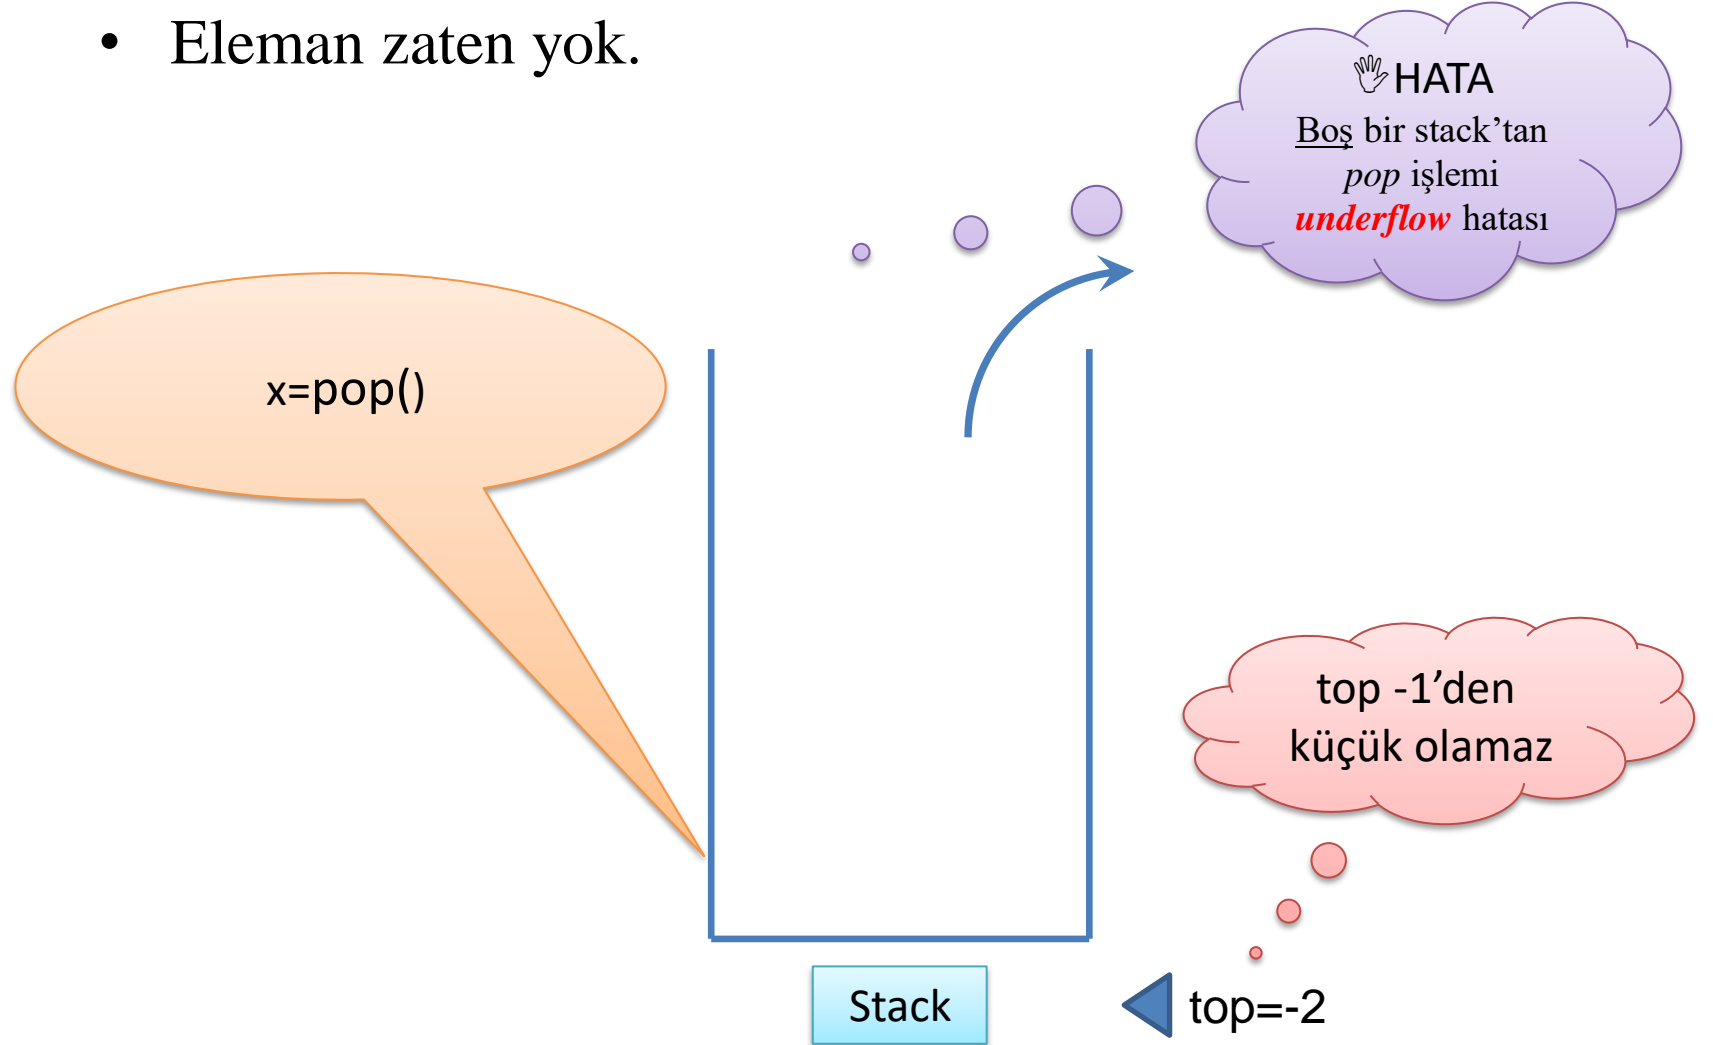 • Eleman zaten yok.
🖐HATA
Boş bir stack’tan
pop işlemi
underflow hatası
x=pop()
top -1’den
küçük olamaz
Stack
top=-2